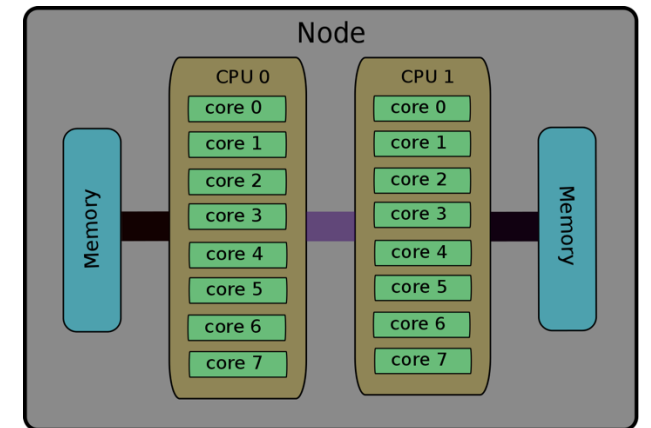 Node
CPU 0
core 0
core 1
core 2
core 3
core 4
core 5
core 6
core 7
CPU 1
core 0
core 1
core 2
core 3
core 4
core 5
core 6
core 7
Memory
Memory